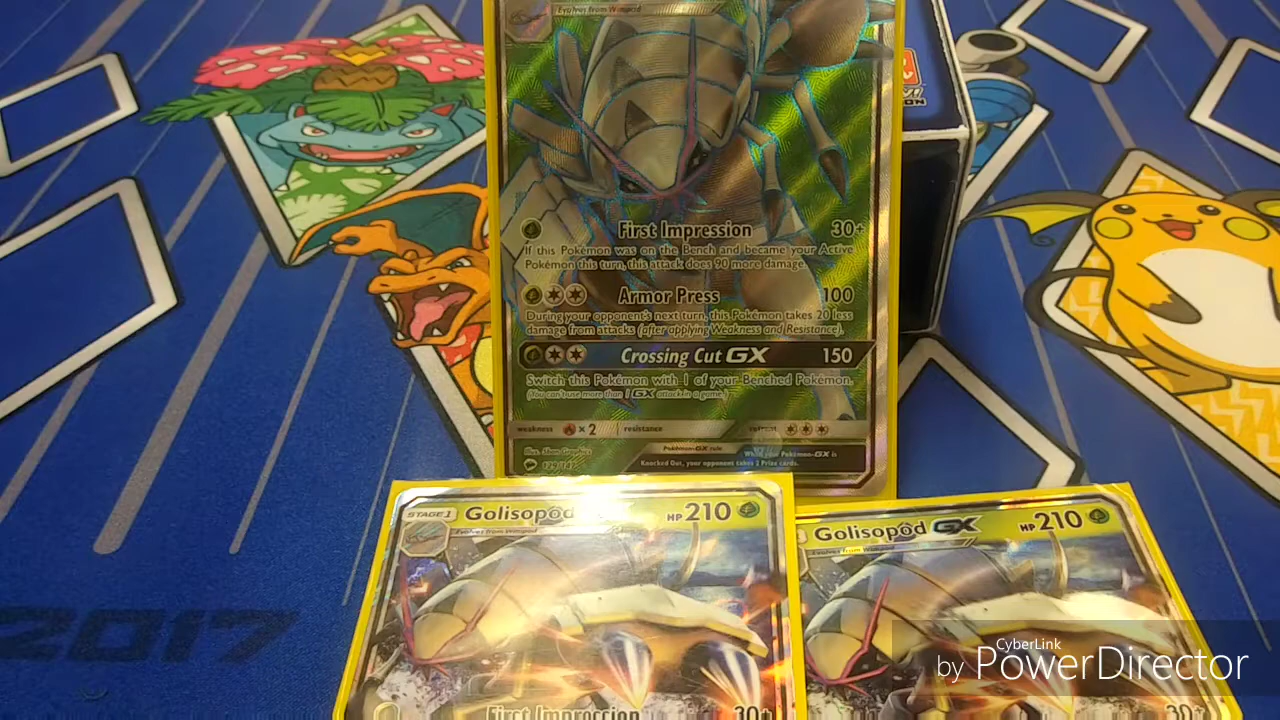 Evolves from Wimpod
First Impression 30+
If this Pokémon was on the Bench and became your Active
Pokémon this turn, this attack does 90 more damage.
Armor Press 100
During your opponent's next turn, this Pokémon takes 20 less
damage from attacks (after applying Weakness and Resistance).
Crossing Cut GX 150
Switch this Pokémon with 1 of your Benched Pokémon.
(You can't use more than 1 GX attack in a game.)
weakness × 2 resistance retreat
Illus. 5ban Graphics
Pokémon-GX rule
When your Pokémon-GX is
Knocked Out, your opponent takes 2 Prize cards.
129/147
STAGE 1 Golisopod HP 210
Evolves from Wimpod
First Impression 30+
Golisopod GX HP 210
Evolves from Wimpod
30+
2017
CyberLink
by PowerDirector